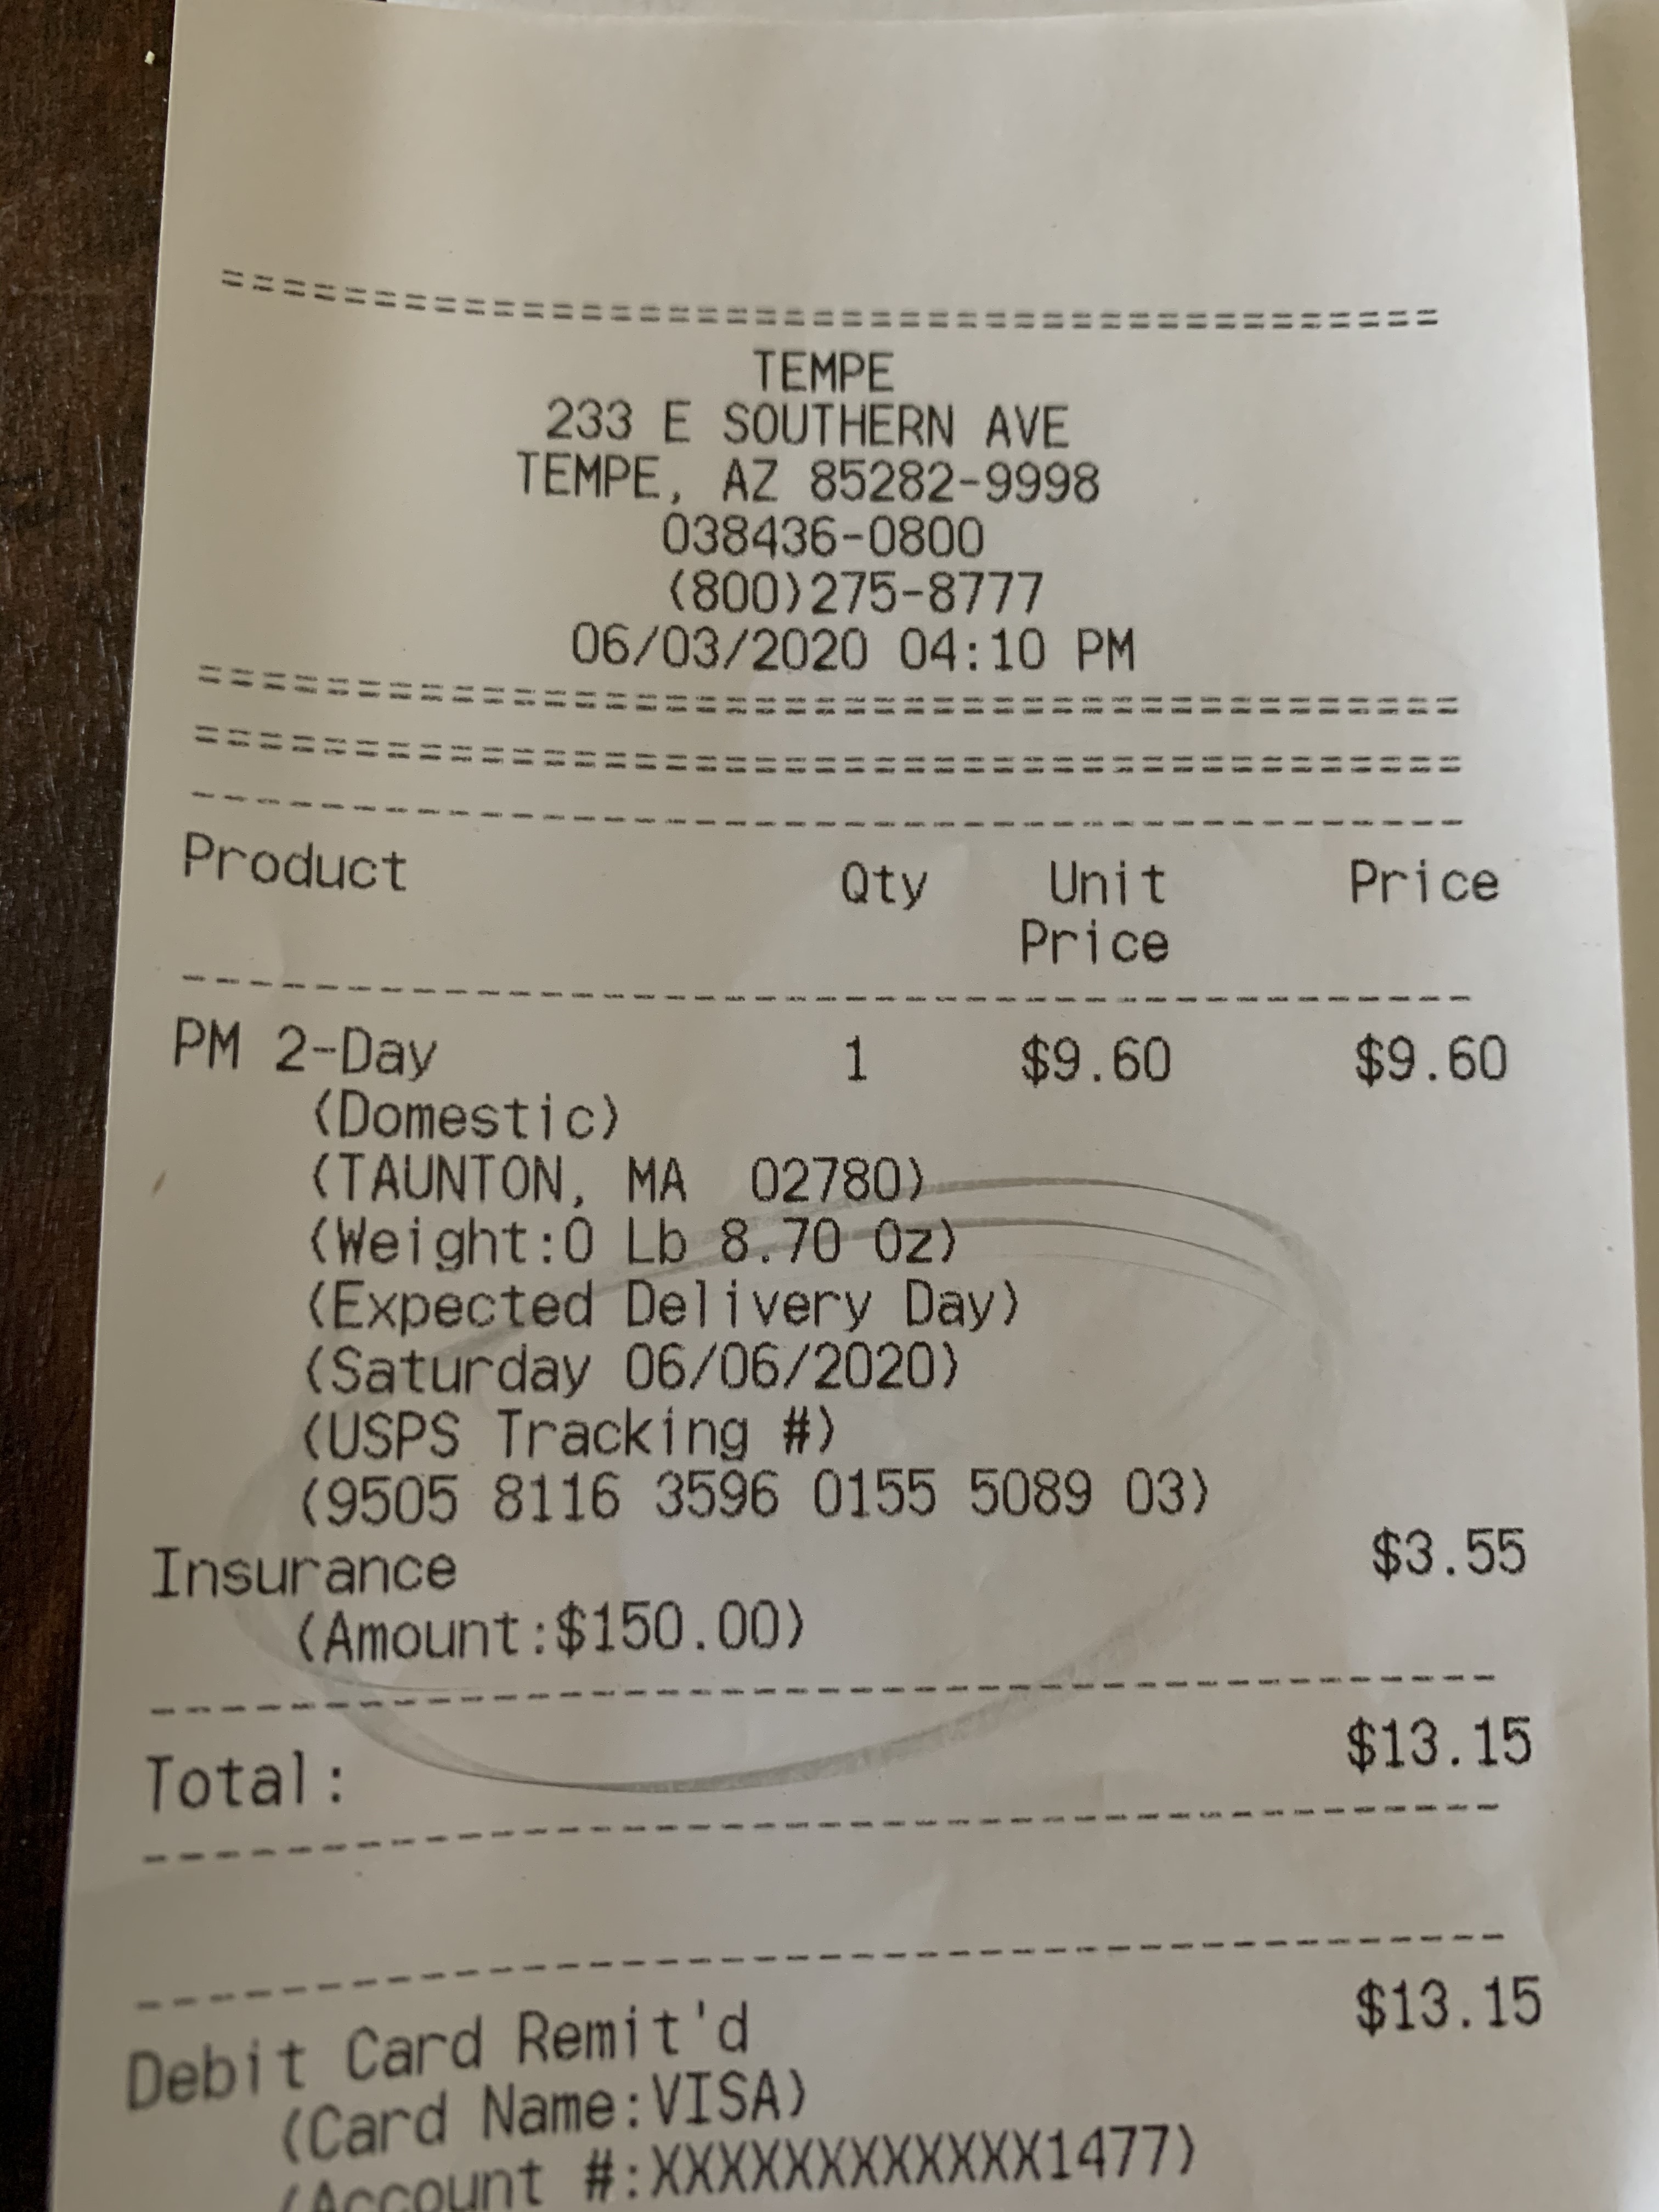 ================================
TEMPE
233 E SOUTHERN AVE
TEMPE, AZ 85282-9998
038436-0800
(800)275-8777
06/03/2020 04:10 PM
================================
================================
--------------------------------
Product Qty Unit Price
Price
--------------------------------
PM 2-Day 1 $9.60 $9.60
(Domestic)
(TAUNTON, MA 02780)
(Weight:0 Lb 8.70 Oz)
(Expected Delivery Day)
(Saturday 06/06/2020)
(USPS Tracking #)
(9505 8116 3596 0155 5089 03)
Insurance $3.55
(Amount:$150.00)
--------------------------------
Total: $13.15
--------------------------------
--------------------------------
Debit Card Remit'd $13.15
(Card Name:VISA)
(Account #:XXXXXXXXXXXX1477)